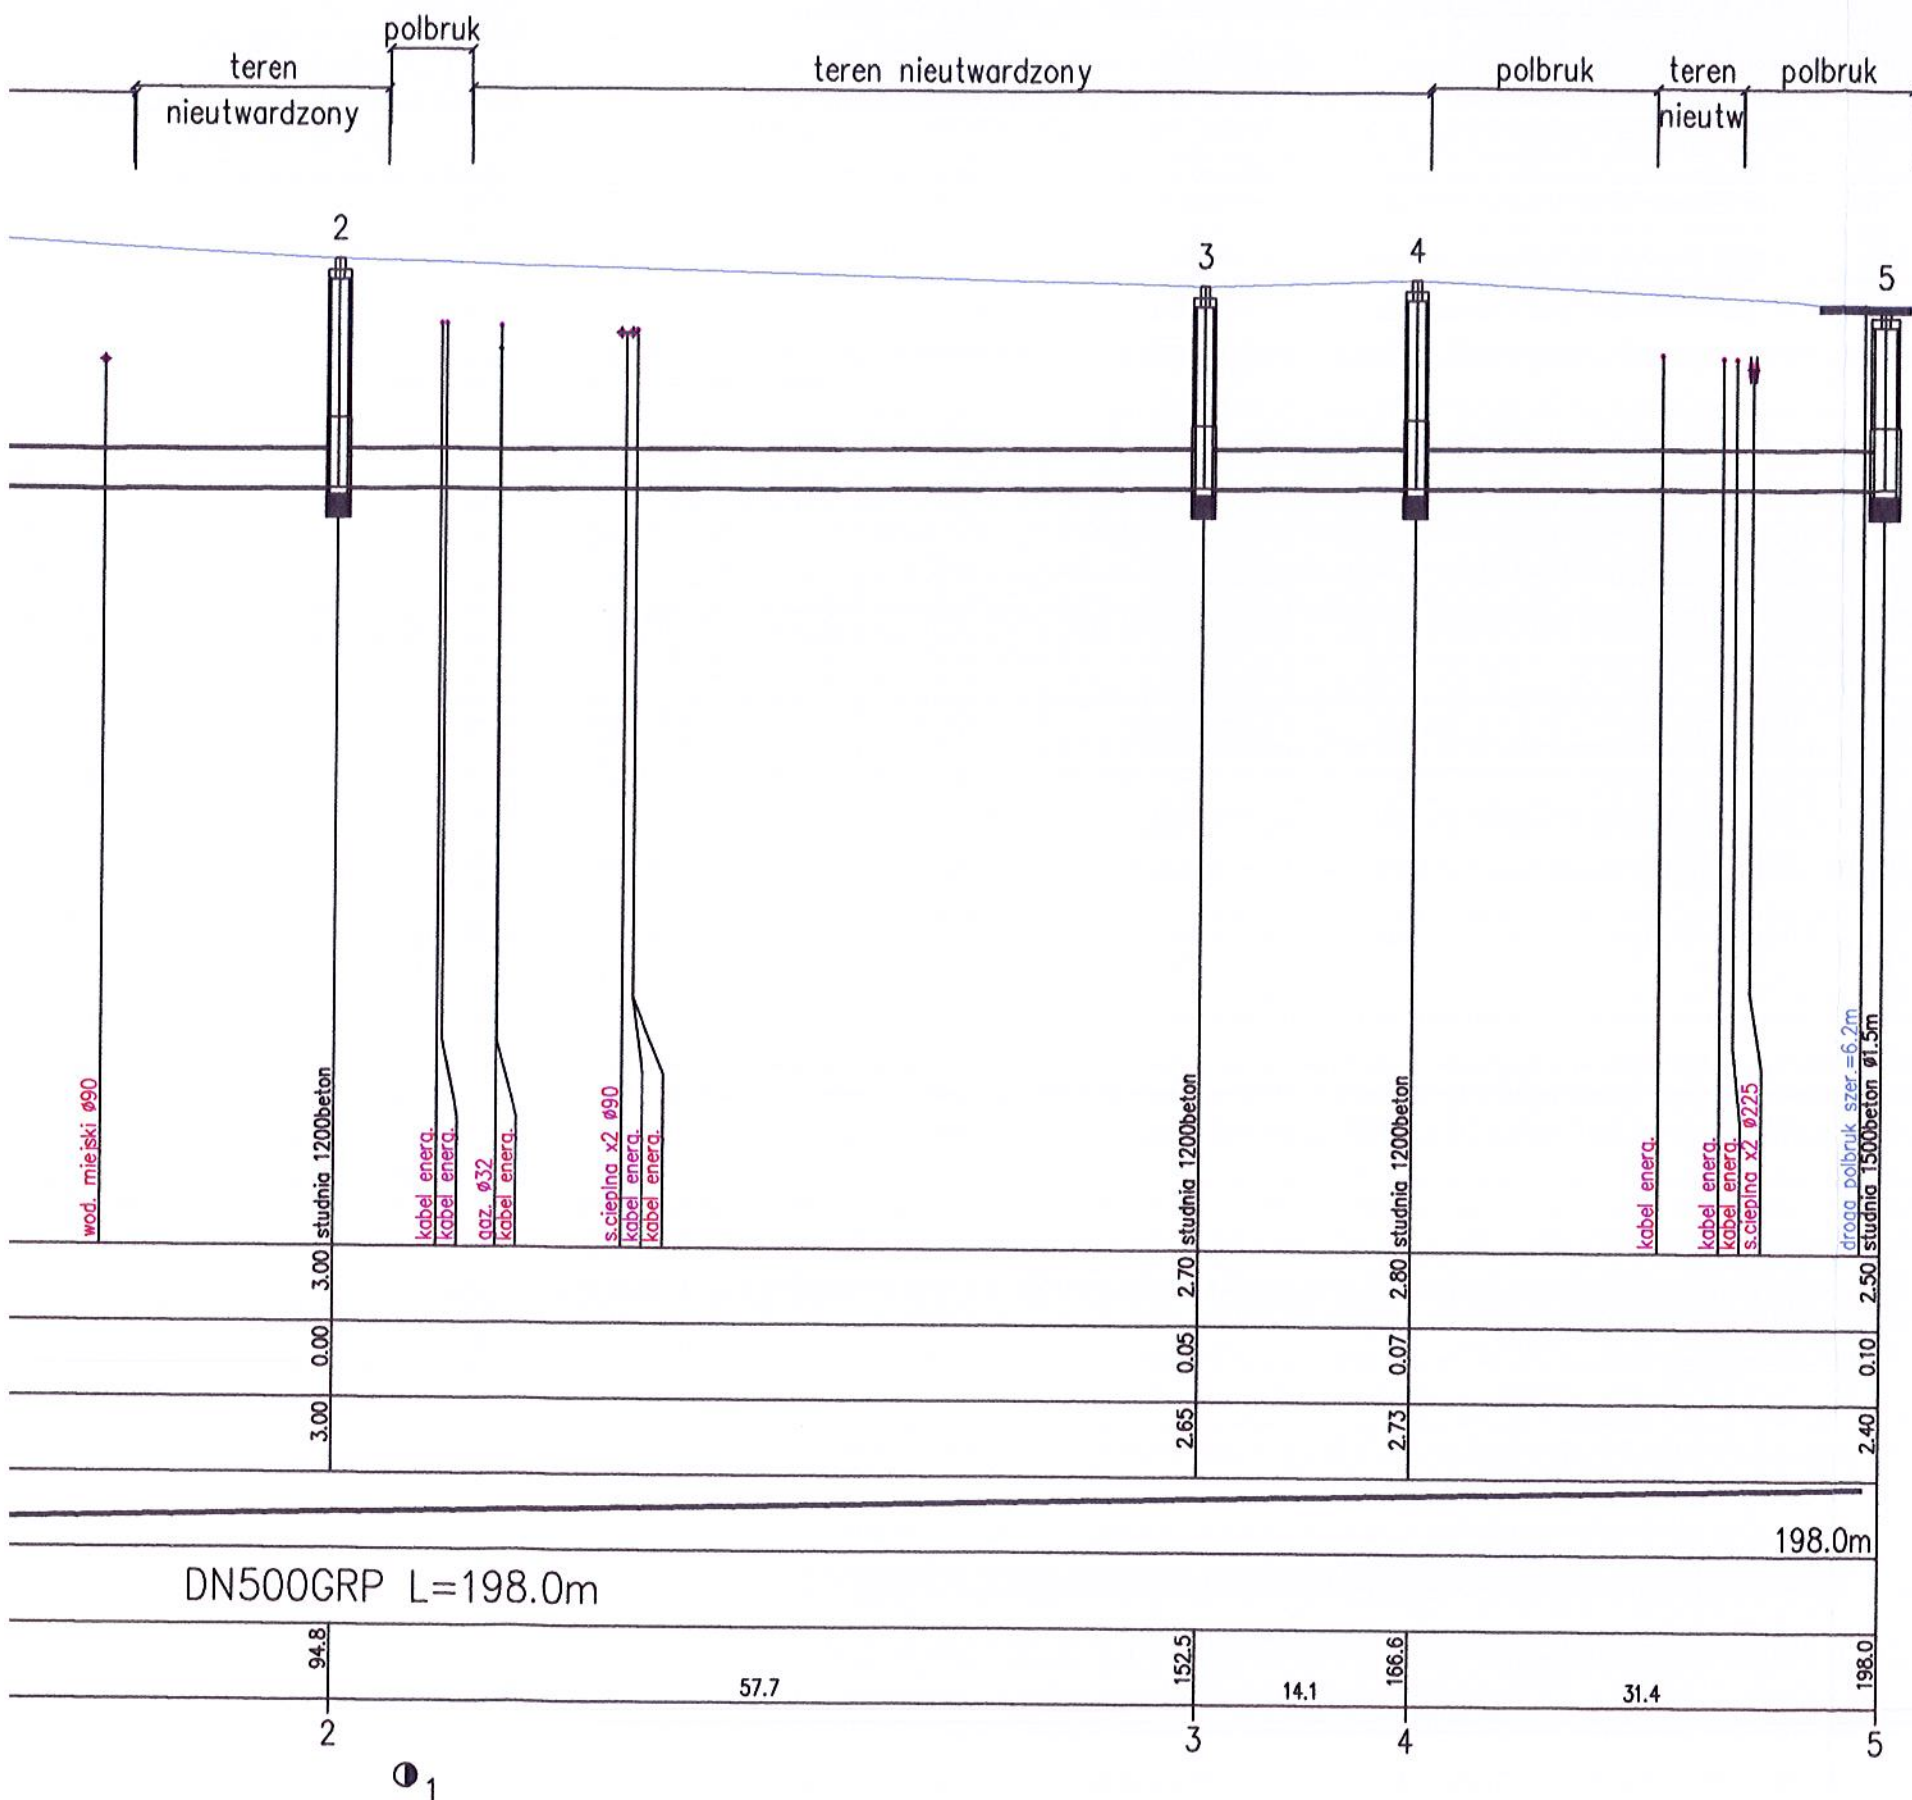 polbruk
teren
nieutwardzony
teren nieutwardzony
polbruk
teren
nieutw
polbruk
2
3
4
5
wod. miejski ø90
studnia 1200beton
kabel energ.
kabel energ.
gaz. ø32
kabel energ.
s.cieplna x2 ø90
kabel energ.
kabel energ.
studnia 1200beton
studnia 1200beton
kabel energ.
kabel energ.
kabel energ.
s.cieplna x2 ø225
droga polbruk szer.=6.2m
studnia 1500beton ø1.5m
3.00
2.70
2.80
2.50
0.00
0.05
0.07
0.10
3.00
2.65
2.73
2.40
198.0m
DN500GRP L=198.0m
94.8
152.5
166.6
198.0
57.7
14.1
31.4
2
3
4
5
1